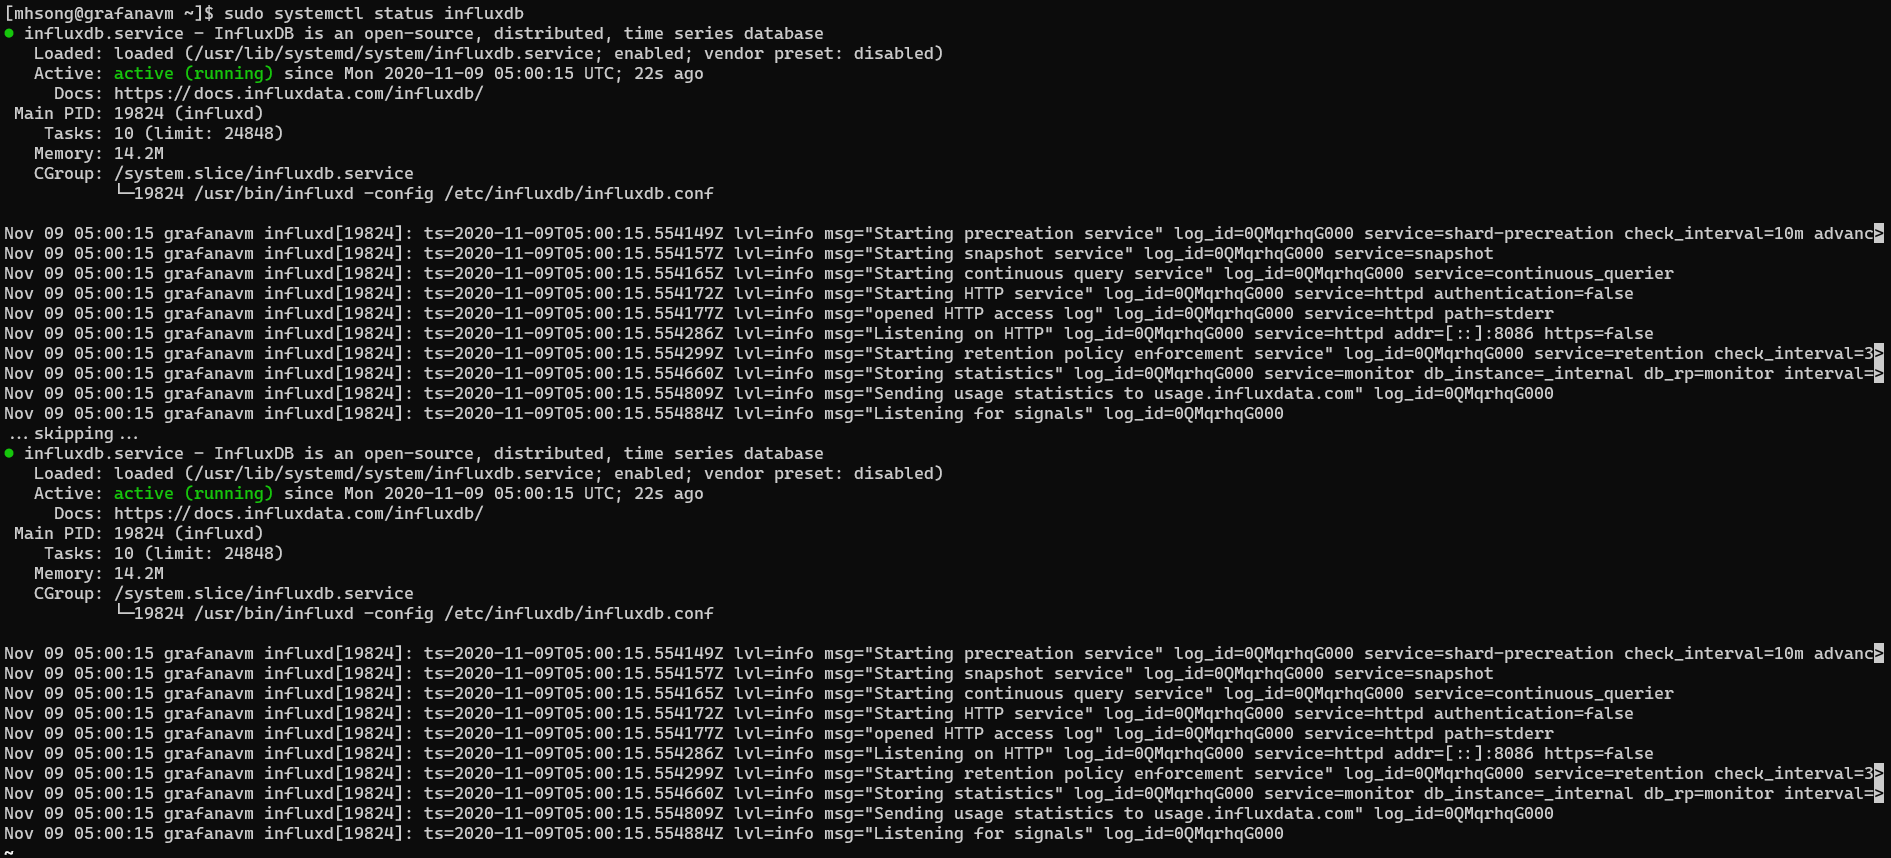 [mhsong@grafanavm ~]$ sudo systemctl status influxdb
● influxdb.service - InfluxDB is an open-source, distributed, time series database
   Loaded: loaded (/usr/lib/systemd/system/influxdb.service; enabled; vendor preset: disabled)
   Active: active (running) since Mon 2020-11-09 05:00:15 UTC; 22s ago
     Docs: https://docs.influxdata.com/influxdb/
 Main PID: 19824 (influxd)
    Tasks: 10 (limit: 24848)
   Memory: 14.2M
   CGroup: /system.slice/influxdb.service
           └─19824 /usr/bin/influxd -config /etc/influxdb/influxdb.conf

Nov 09 05:00:15 grafanavm influxd[19824]: ts=2020-11-09T05:00:15.554149Z lvl=info msg="Starting precreation service" log_id=0QMqrhqG000 service=shard-precreation check_interval=10m advanc>
Nov 09 05:00:15 grafanavm influxd[19824]: ts=2020-11-09T05:00:15.554157Z lvl=info msg="Starting snapshot service" log_id=0QMqrhqG000 service=snapshot
Nov 09 05:00:15 grafanavm influxd[19824]: ts=2020-11-09T05:00:15.554165Z lvl=info msg="Starting continuous query service" log_id=0QMqrhqG000 service=continuous_querier
Nov 09 05:00:15 grafanavm influxd[19824]: ts=2020-11-09T05:00:15.554172Z lvl=info msg="Starting HTTP service" log_id=0QMqrhqG000 service=httpd authentication=false
Nov 09 05:00:15 grafanavm influxd[19824]: ts=2020-11-09T05:00:15.554177Z lvl=info msg="opened HTTP access log" log_id=0QMqrhqG000 service=httpd path=stderr
Nov 09 05:00:15 grafanavm influxd[19824]: ts=2020-11-09T05:00:15.554286Z lvl=info msg="Listening on HTTP" log_id=0QMqrhqG000 service=httpd addr=[::]:8086 https=false
Nov 09 05:00:15 grafanavm influxd[19824]: ts=2020-11-09T05:00:15.554299Z lvl=info msg="Starting retention policy enforcement service" log_id=0QMqrhqG000 service=retention check_interval=3>
Nov 09 05:00:15 grafanavm influxd[19824]: ts=2020-11-09T05:00:15.554660Z lvl=info msg="Storing statistics" log_id=0QMqrhqG000 service=monitor db_instance=_internal db_rp=monitor interval=>
Nov 09 05:00:15 grafanavm influxd[19824]: ts=2020-11-09T05:00:15.554809Z lvl=info msg="Sending usage statistics to usage.influxdata.com" log_id=0QMqrhqG000
Nov 09 05:00:15 grafanavm influxd[19824]: ts=2020-11-09T05:00:15.554884Z lvl=info msg="Listening for signals" log_id=0QMqrhqG000
...skipping...
● influxdb.service - InfluxDB is an open-source, distributed, time series database
   Loaded: loaded (/usr/lib/systemd/system/influxdb.service; enabled; vendor preset: disabled)
   Active: active (running) since Mon 2020-11-09 05:00:15 UTC; 22s ago
     Docs: https://docs.influxdata.com/influxdb/
 Main PID: 19824 (influxd)
    Tasks: 10 (limit: 24848)
   Memory: 14.2M
   CGroup: /system.slice/influxdb.service
           └─19824 /usr/bin/influxd -config /etc/influxdb/influxdb.conf

Nov 09 05:00:15 grafanavm influxd[19824]: ts=2020-11-09T05:00:15.554149Z lvl=info msg="Starting precreation service" log_id=0QMqrhqG000 service=shard-precreation check_interval=10m advanc>
Nov 09 05:00:15 grafanavm influxd[19824]: ts=2020-11-09T05:00:15.554157Z lvl=info msg="Starting snapshot service" log_id=0QMqrhqG000 service=snapshot
Nov 09 05:00:15 grafanavm influxd[19824]: ts=2020-11-09T05:00:15.554165Z lvl=info msg="Starting continuous query service" log_id=0QMqrhqG000 service=continuous_querier
Nov 09 05:00:15 grafanavm influxd[19824]: ts=2020-11-09T05:00:15.554172Z lvl=info msg="Starting HTTP service" log_id=0QMqrhqG000 service=httpd authentication=false
Nov 09 05:00:15 grafanavm influxd[19824]: ts=2020-11-09T05:00:15.554177Z lvl=info msg="opened HTTP access log" log_id=0QMqrhqG000 service=httpd path=stderr
Nov 09 05:00:15 grafanavm influxd[19824]: ts=2020-11-09T05:00:15.554286Z lvl=info msg="Listening on HTTP" log_id=0QMqrhqG000 service=httpd addr=[::]:8086 https=false
Nov 09 05:00:15 grafanavm influxd[19824]: ts=2020-11-09T05:00:15.554299Z lvl=info msg="Starting retention policy enforcement service" log_id=0QMqrhqG000 service=retention check_interval=3>
Nov 09 05:00:15 grafanavm influxd[19824]: ts=2020-11-09T05:00:15.554660Z lvl=info msg="Storing statistics" log_id=0QMqrhqG000 service=monitor db_instance=_internal db_rp=monitor interval=>
Nov 09 05:00:15 grafanavm influxd[19824]: ts=2020-11-09T05:00:15.554809Z lvl=info msg="Sending usage statistics to usage.influxdata.com" log_id=0QMqrhqG000
Nov 09 05:00:15 grafanavm influxd[19824]: ts=2020-11-09T05:00:15.554884Z lvl=info msg="Listening for signals" log_id=0QMqrhqG000
~